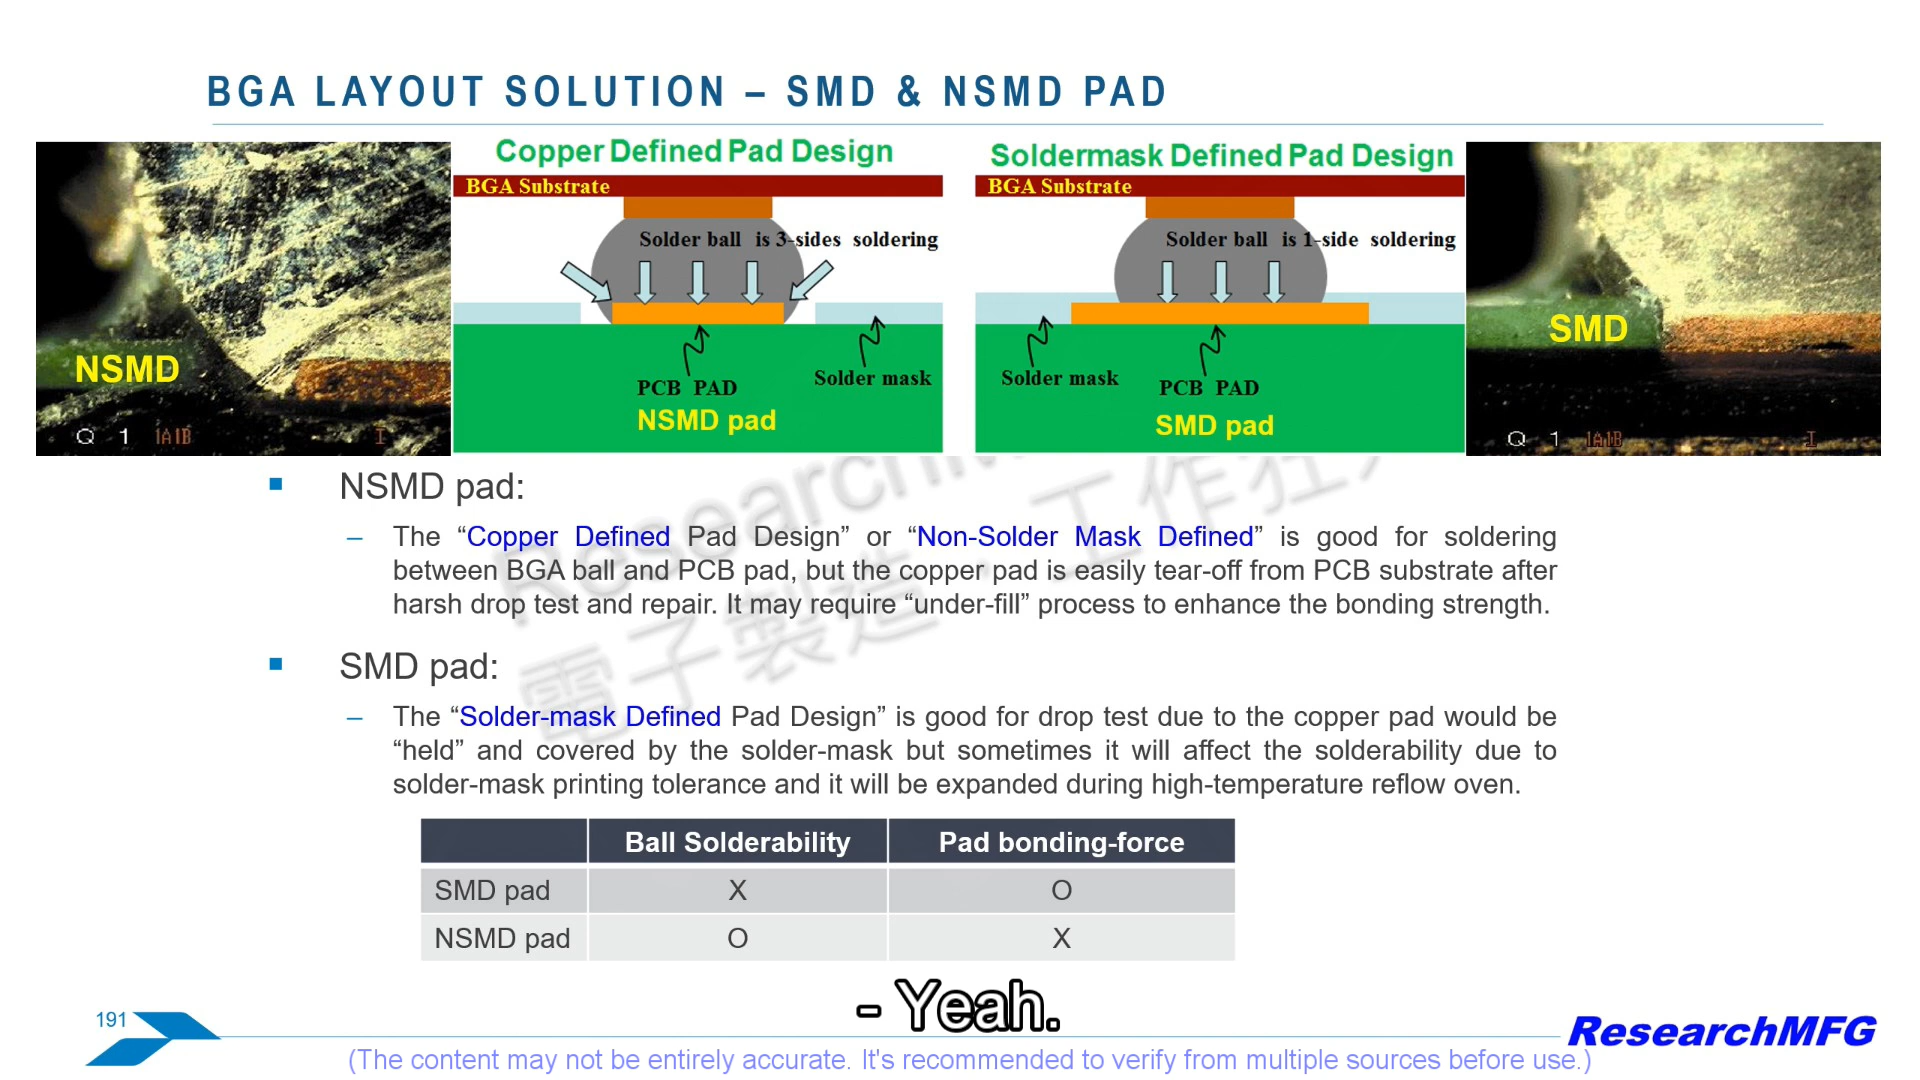 BGA LAYOUT SOLUTION – SMD & NSMD PAD
Copper Defined Pad Design
BGA Substrate
Solder ball is 3-sides soldering
PCB PAD
Solder mask
NSMD pad
NSMD
Q 1 1A1B I
Soldermask Defined Pad Design
BGA Substrate
Solder ball is 1-side soldering
Solder mask
PCB PAD
SMD pad
SMD
Q 1 1A1B I
ResearchM
電子製造，工作狂人
▪ NSMD pad:
– The “Copper Defined Pad Design” or “Non-Solder Mask Defined” is good for soldering
between BGA ball and PCB pad, but the copper pad is easily tear-off from PCB substrate after
harsh drop test and repair. It may require “under-fill” process to enhance the bonding strength.
▪ SMD pad:
– The “Solder-mask Defined Pad Design” is good for drop test due to the copper pad would be
“held” and covered by the solder-mask but sometimes it will affect the solderability due to
solder-mask printing tolerance and it will be expanded during high-temperature reflow oven.
Ball Solderability Pad bonding-force
SMD pad X O
NSMD pad O X
- Yeah.
191
ResearchMFG
(The content may not be entirely accurate. It's recommended to verify from multiple sources before use.)